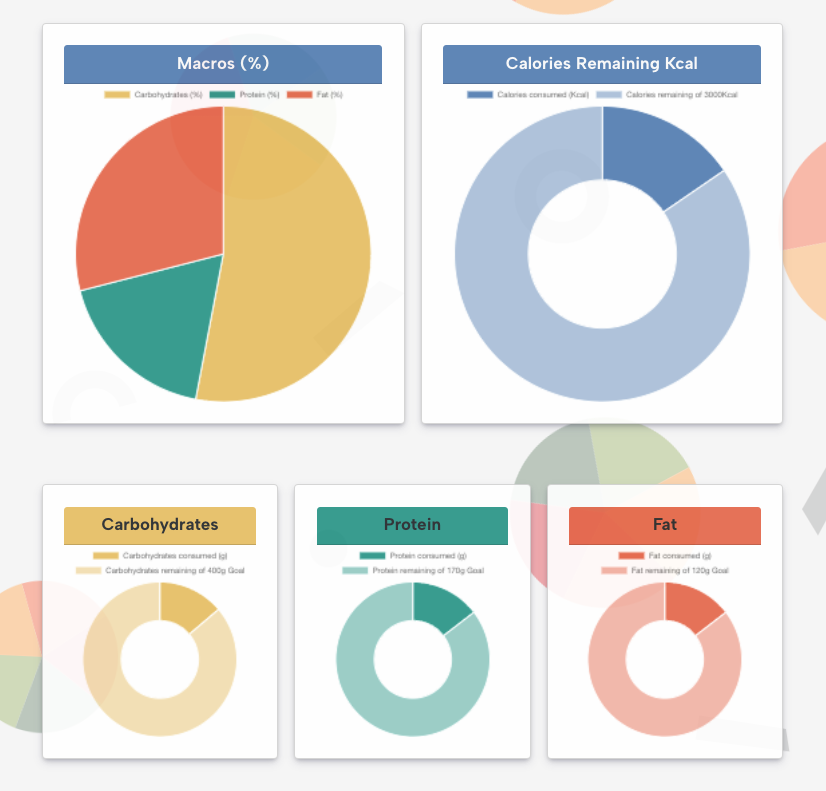 Macros (%)
Carbohydrates (%) Protein (%) Fat (%)
Calories Remaining Kcal
Calories consumed (Kcal) Calories remaining of 3000Kcal
Carbohydrates
Carbohydrates consumed (g)
Carbohydrates remaining of 400g Goal
Protein
Protein consumed (g)
Protein remaining of 170g Goal
Fat
Fat consumed (g)
Fat remaining of 120g Goal